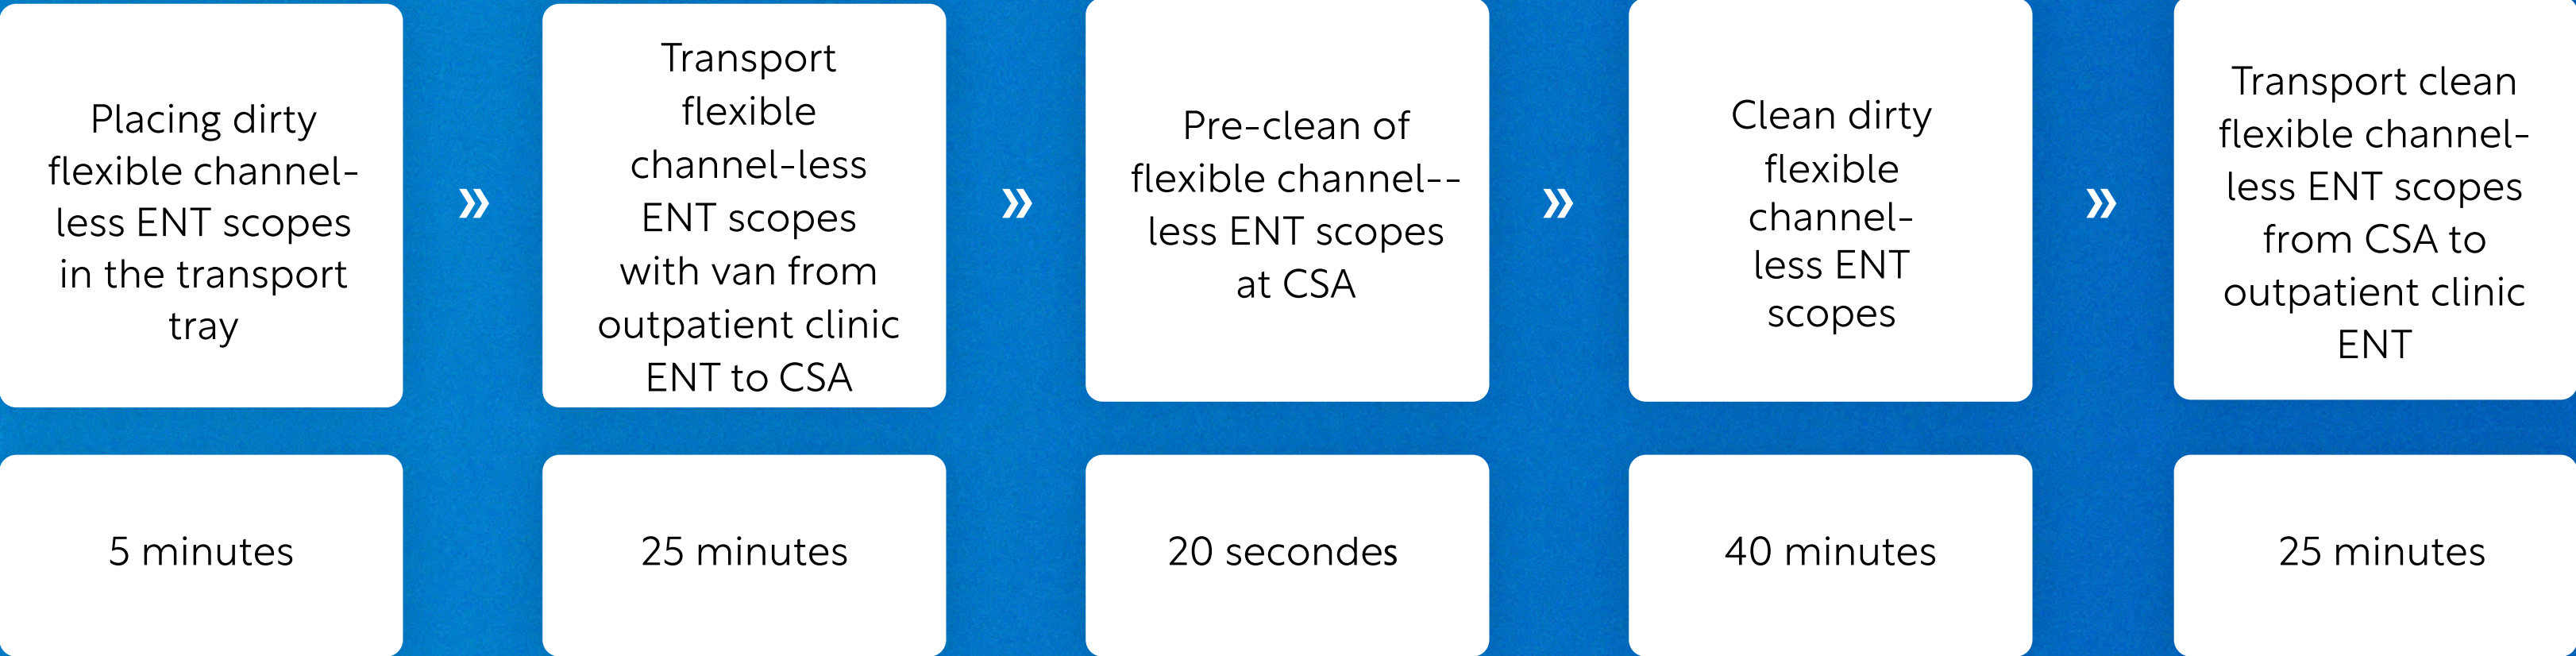 Placing dirty
flexible channel-
less ENT scopes
in the transport
tray
»
Transport
flexible
channel-less
ENT scopes
with van from
outpatient clinic
ENT to CSA
»
Pre-clean of
flexible channel--
less ENT scopes
at CSA
»
Clean dirty
flexible
channel-
less ENT
scopes
»
Transport clean
flexible channel-
less ENT scopes
from CSA to
outpatient clinic
ENT
5 minutes
25 minutes
20 secondes
40 minutes
25 minutes